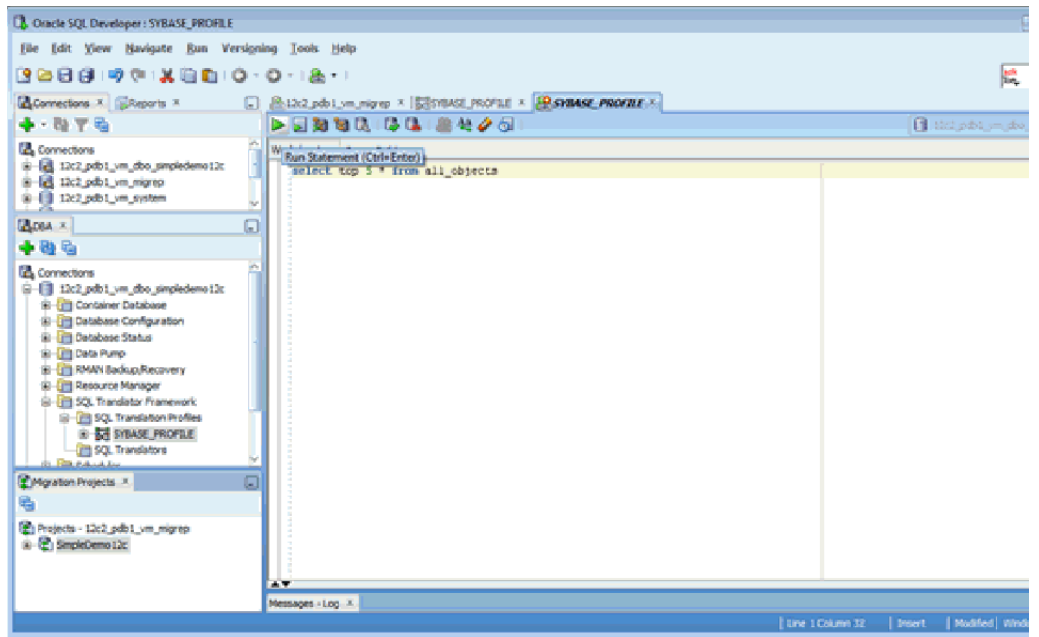 Oracle SQL Developer : SYBASE_PROFILE
File Edit View Navigate Run Versioning Tools Help
Connections Reports
12c2_pdb1_vm_migrep SYBASE_PROFILE SYBASE_PROFILE
Connections
12c2_pdb1_vm_dbo_simpledemo12c
12c2_pdb1_vm_migrep
12c2_pdb1_vm_system
12c2_pdb1_vm_dbo_
Run Statement (Ctrl+Enter)
select top 5 * from all_objects
DBA
Connections
12c2_pdb1_vm_dbo_simpledemo12c
Container Database
Database Configuration
Database Status
Data Pump
RMAN Backup/Recovery
Resource Manager
SQL Translator Framework
SQL Translation Profiles
SYBASE_PROFILE
SQL Translators
Scheduler
Migration Projects
Projects - 12c2_pdb1_vm_migrep
SimpleDemo12c
Messages - Log
Line 1 Column 32 Insert Modified Windo